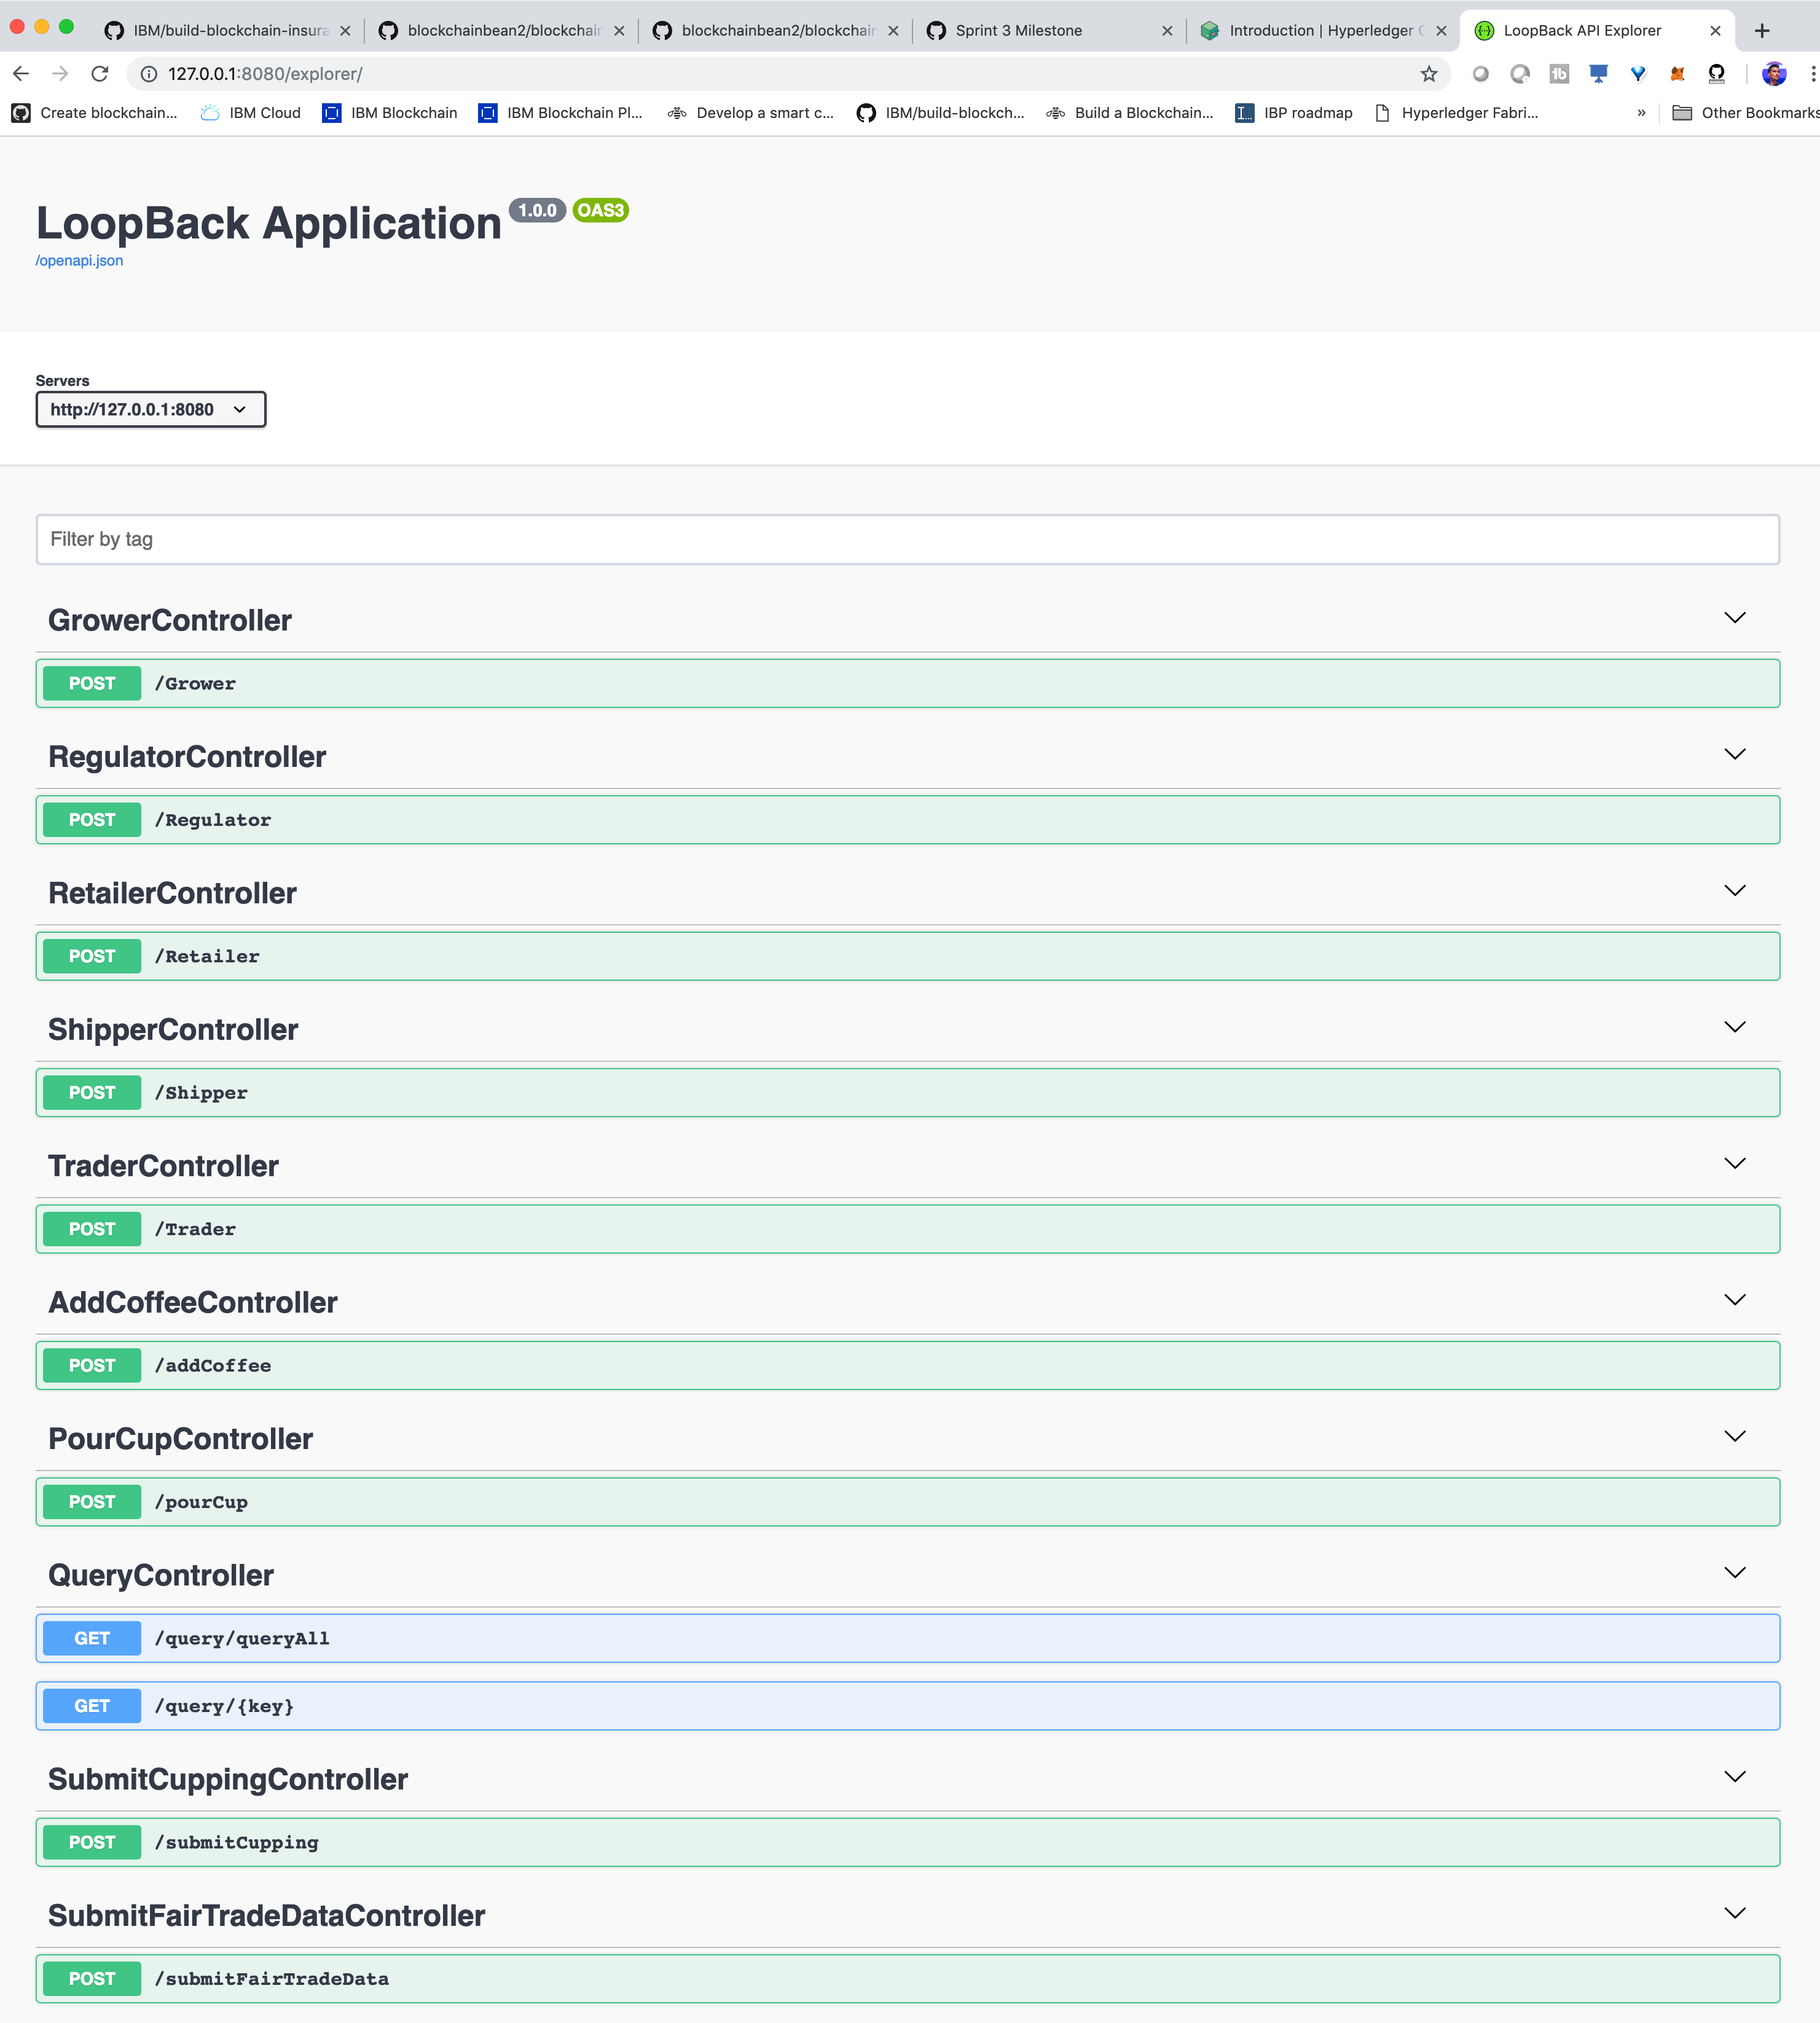 IBM/build-blockchain-insura
blockchainbean2/blockchain
blockchainbean2/blockchain
Sprint 3 Milestone
Introduction | Hyperledger C
LoopBack API Explorer
127.0.0.1:8080/explorer/
Create blockchain...
IBM Cloud
IBM Blockchain
IBM Blockchain Pl...
Develop a smart c...
IBM/build-blockch...
Build a Blockchain...
IBP roadmap
Hyperledger Fabri...
»
Other Bookmarks
LoopBack Application 1.0.0 OAS3
/openapi.json
Servers
http://127.0.0.1:8080
Filter by tag
GrowerController
POST /Grower
RegulatorController
POST /Regulator
RetailerController
POST /Retailer
ShipperController
POST /Shipper
TraderController
POST /Trader
AddCoffeeController
POST /addCoffee
PourCupController
POST /pourCup
QueryController
GET /query/queryAll
GET /query/{key}
SubmitCuppingController
POST /submitCupping
SubmitFairTradeDataController
POST /submitFairTradeData